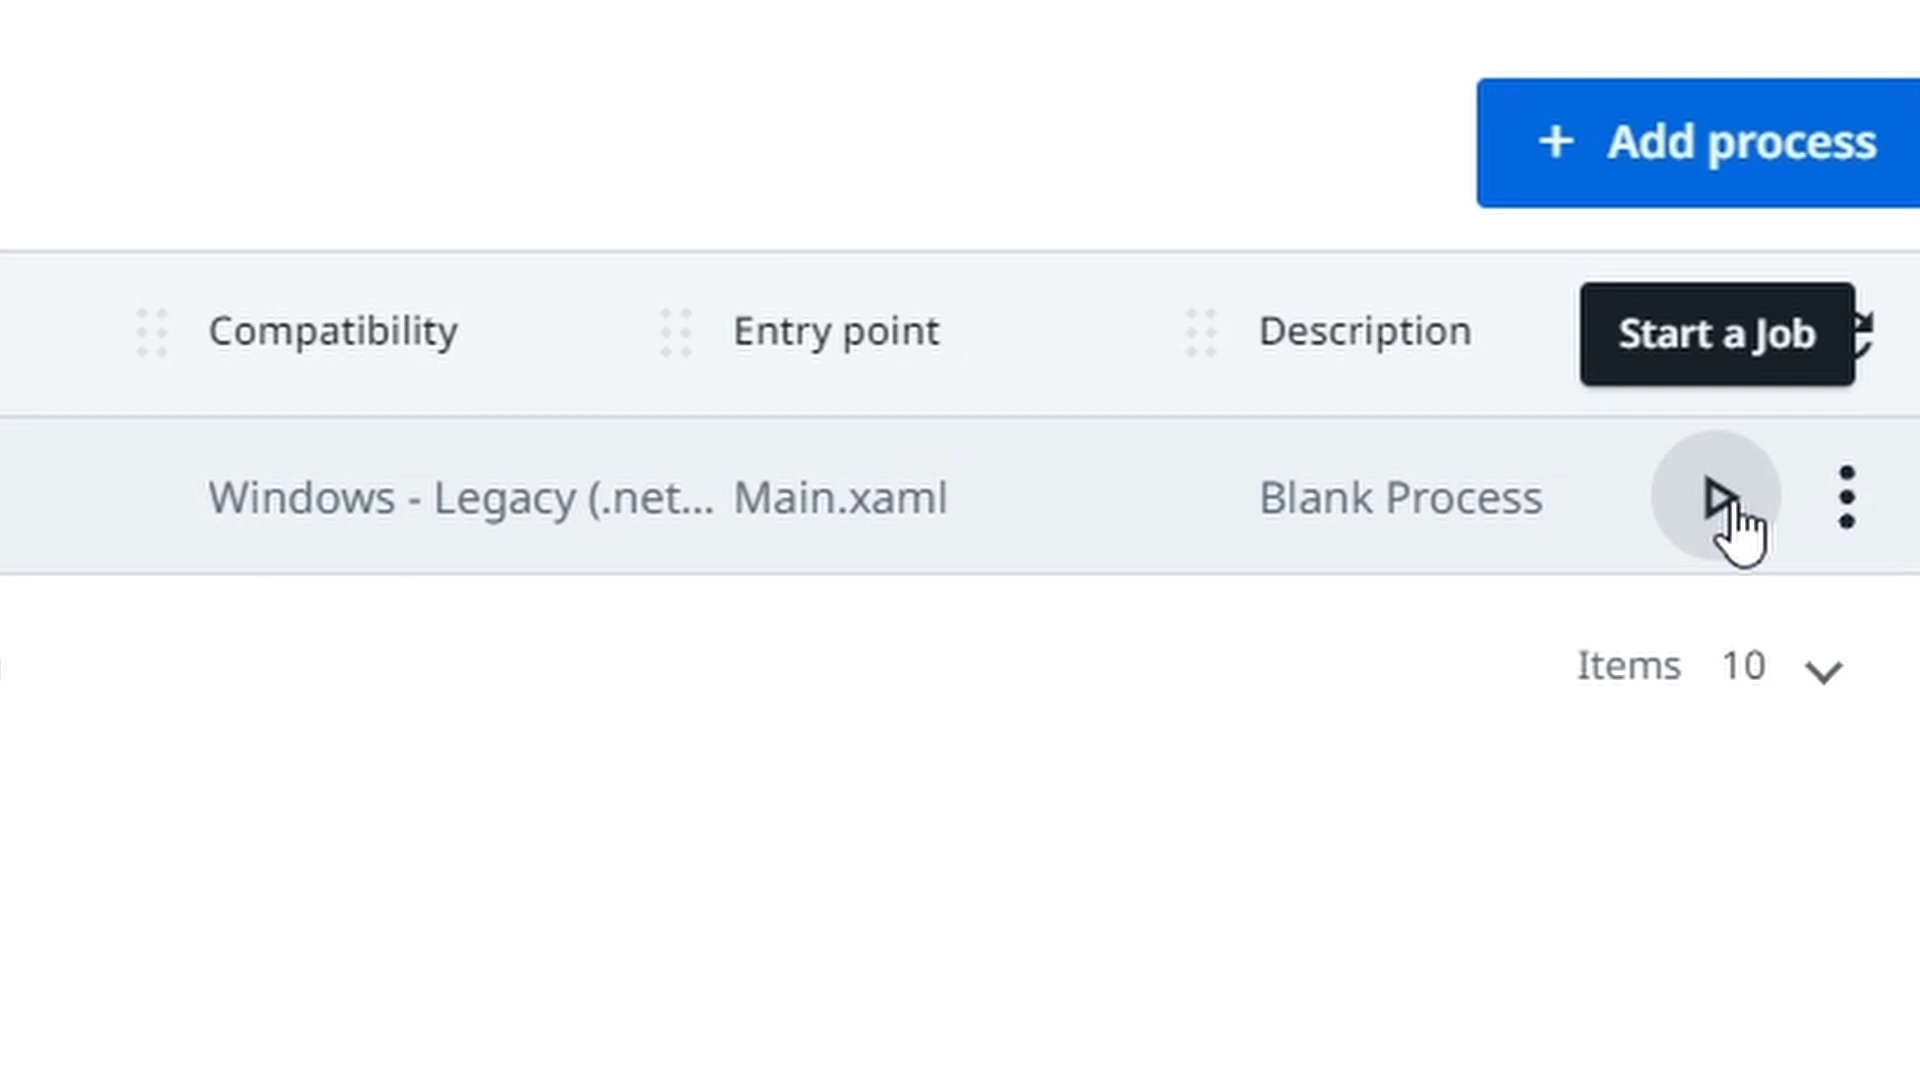 + Add process
Compatibility Entry point Description Start a Job
Windows - Legacy (.net... Main.xaml Blank Process
Items 10